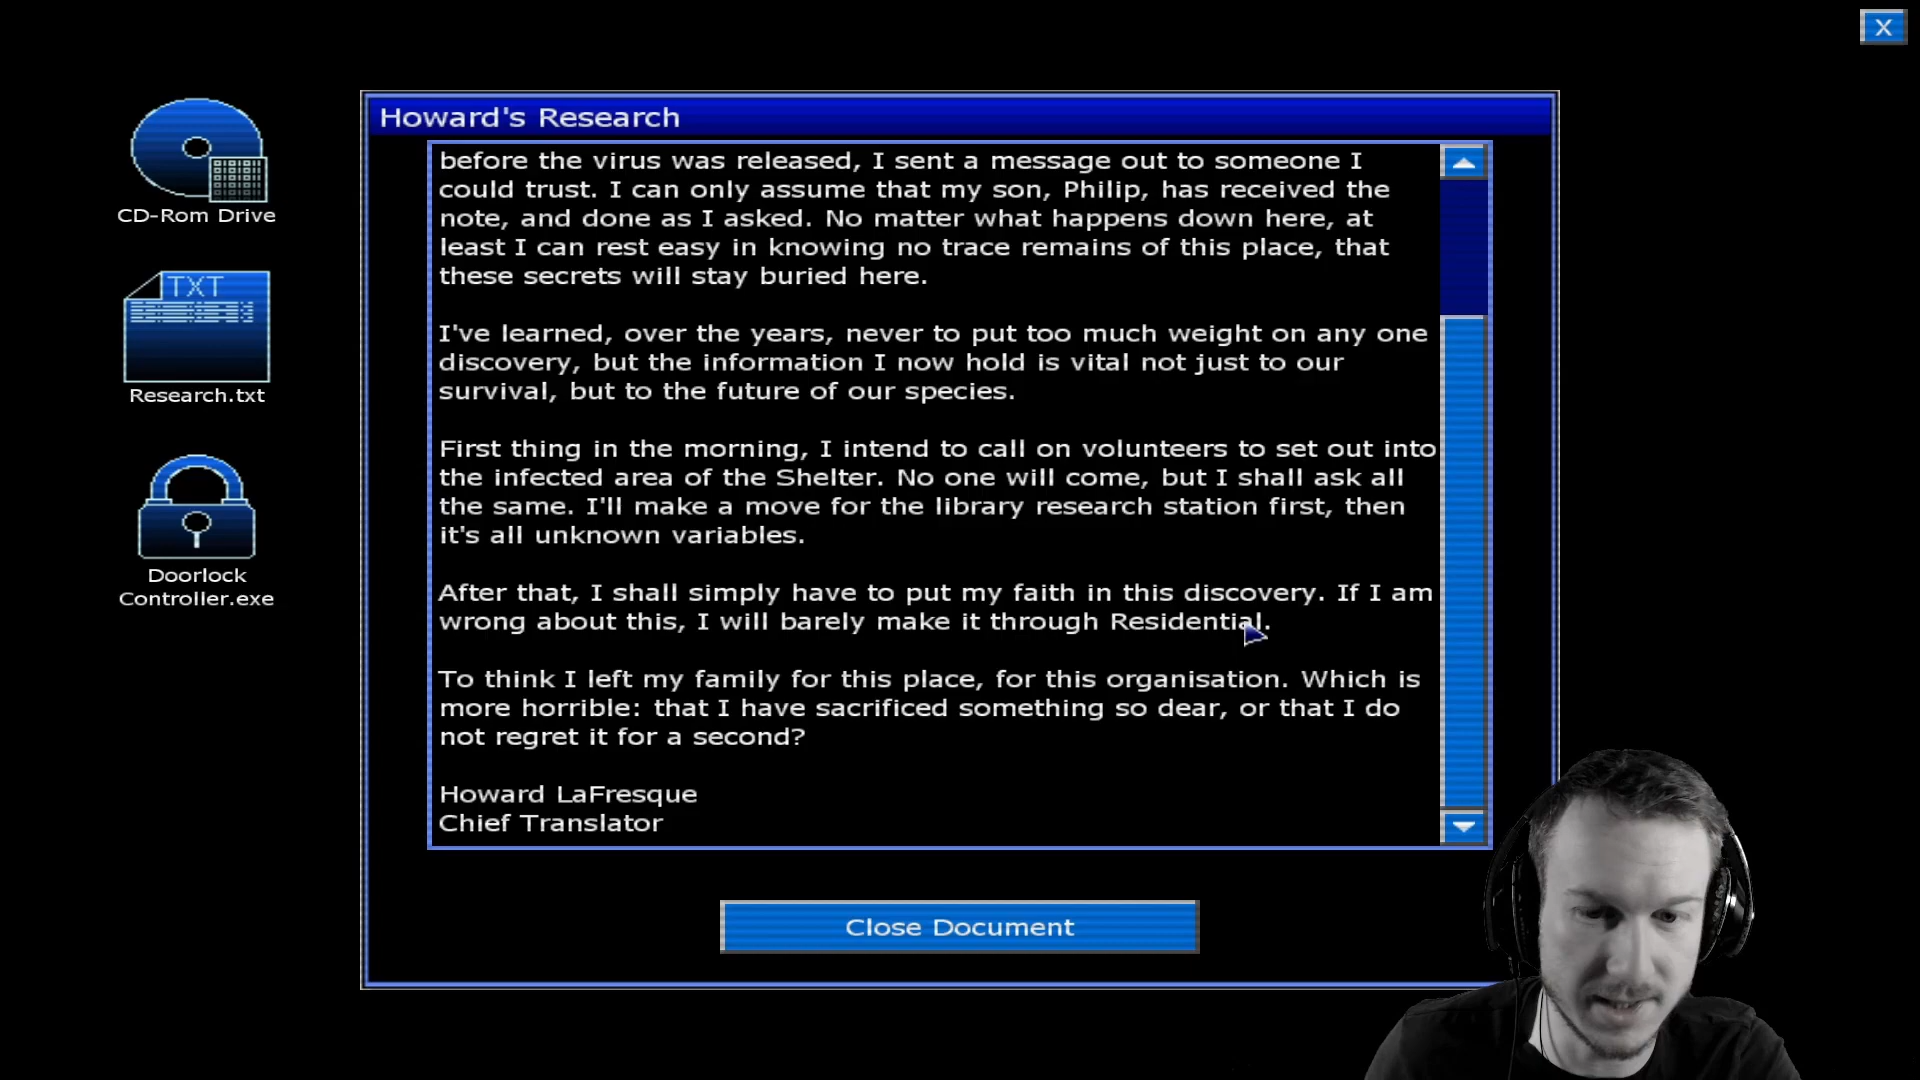 X
Howard's Research
CD-Rom Drive
TXT
Research.txt
Doorlock
Controller.exe
before the virus was released, I sent a message out to someone I
could trust. I can only assume that my son, Philip, has received the
note, and done as I asked. No matter what happens down here, at
least I can rest easy in knowing no trace remains of this place, that
these secrets will stay buried here.
I've learned, over the years, never to put too much weight on any one
discovery, but the information I now hold is vital not just to our
survival, but to the future of our species.
First thing in the morning, I intend to call on volunteers to set out into
the infected area of the Shelter. No one will come, but I shall ask all
the same. I'll make a move for the library research station first, then
it's all unknown variables.
After that, I shall simply have to put my faith in this discovery. If I am
wrong about this, I will barely make it through Residential.
To think I left my family for this place, for this organisation. Which is
more horrible: that I have sacrificed something so dear, or that I do
not regret it for a second?
Howard LaFresque
Chief Translator
Close Document